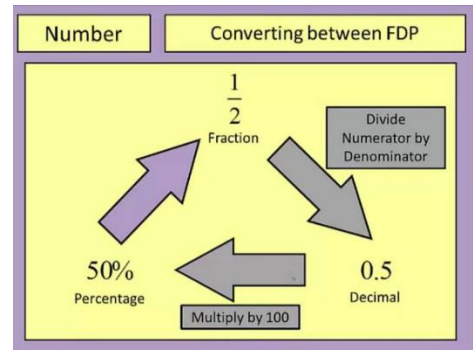 Number
Converting between FDP
1
2
Fraction
Divide
Numerator by
Denominator
50%
Percentage
0.5
Decimal
Multiply by 100